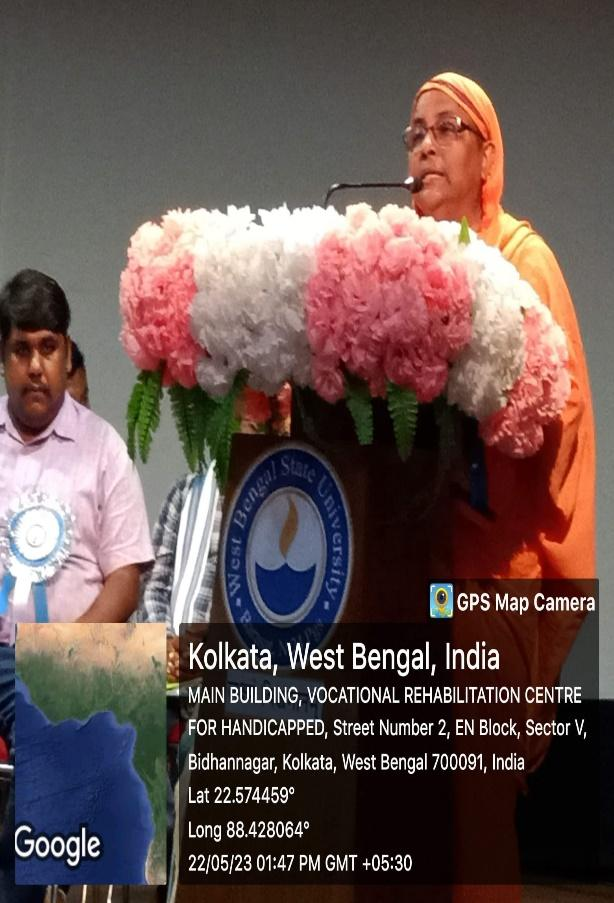 West Bengal State University
GPS Map Camera
Kolkata, West Bengal, India
MAIN BUILDING, VOCATIONAL REHABILITATION CENTRE
FOR HANDICAPPED, Street Number 2, EN Block, Sector V,
Bidhannagar, Kolkata, West Bengal 700091, India
Lat 22.574459°
Long 88.428064°
22/05/23 01:47 PM GMT +05:30
Google